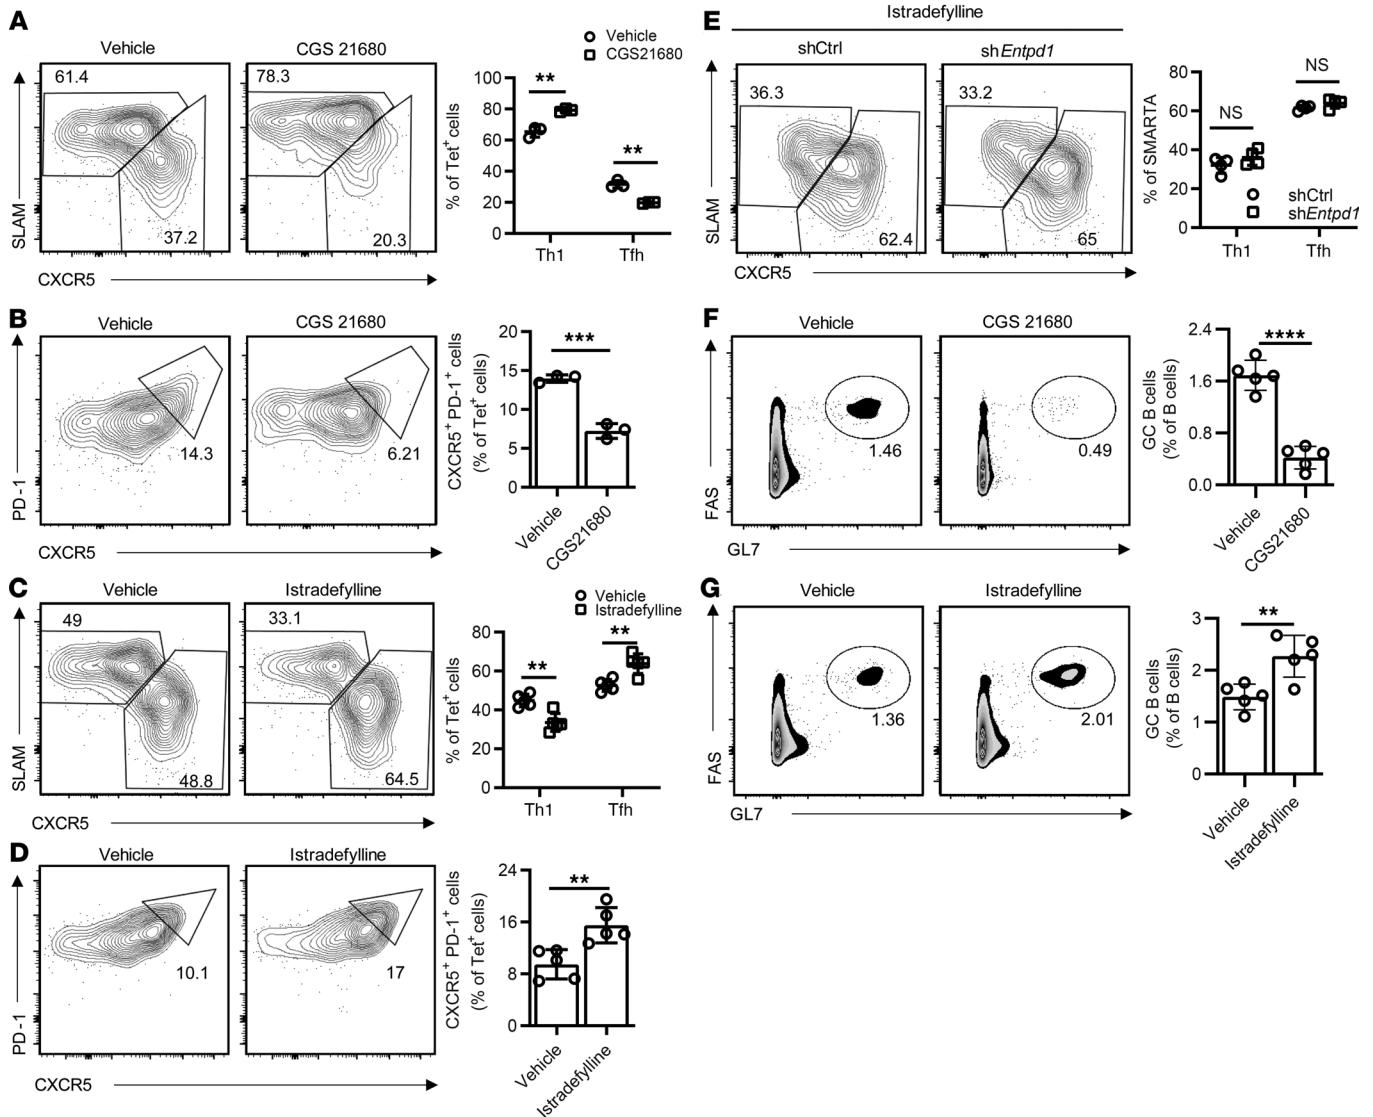 A
Vehicle
CGS 21680
61.4
78.3
37.2
20.3
SLAM
CXCR5
Vehicle
CGS21680
100
80
60
40
20
0
% of Tet+ cells
**
**
Th1
Tfh
B
Vehicle
CGS 21680
14.3
6.21
PD-1
CXCR5
20
15
10
5
0
CXCR5+ PD-1+ cells
(% of Tet+ cells)
***
Vehicle
CGS21680
C
Vehicle
Istradefylline
49
33.1
48.8
64.5
SLAM
CXCR5
Vehicle
Istradefylline
80
60
40
20
0
% of Tet+ cells
**
**
Th1
Tfh
D
Vehicle
Istradefylline
10.1
17
PD-1
CXCR5
24
16
8
0
CXCR5+ PD-1+ cells
(% of Tet+ cells)
**
Vehicle
Istradefylline
E
Istradefylline
shCtrl
shEntpd1
36.3
33.2
62.4
65
SLAM
CXCR5
80
60
40
20
0
% of SMARTA
NS
NS
shCtrl
shEntpd1
Th1
Tfh
F
Vehicle
CGS 21680
1.46
0.49
FAS
GL7
2.4
1.6
0.8
0.0
GC B cells
(% of B cells)
****
Vehicle
CGS21680
G
Vehicle
Istradefylline
1.36
2.01
FAS
GL7
3
2
1
0
GC B cells
(% of B cells)
**
Vehicle
Istradefylline